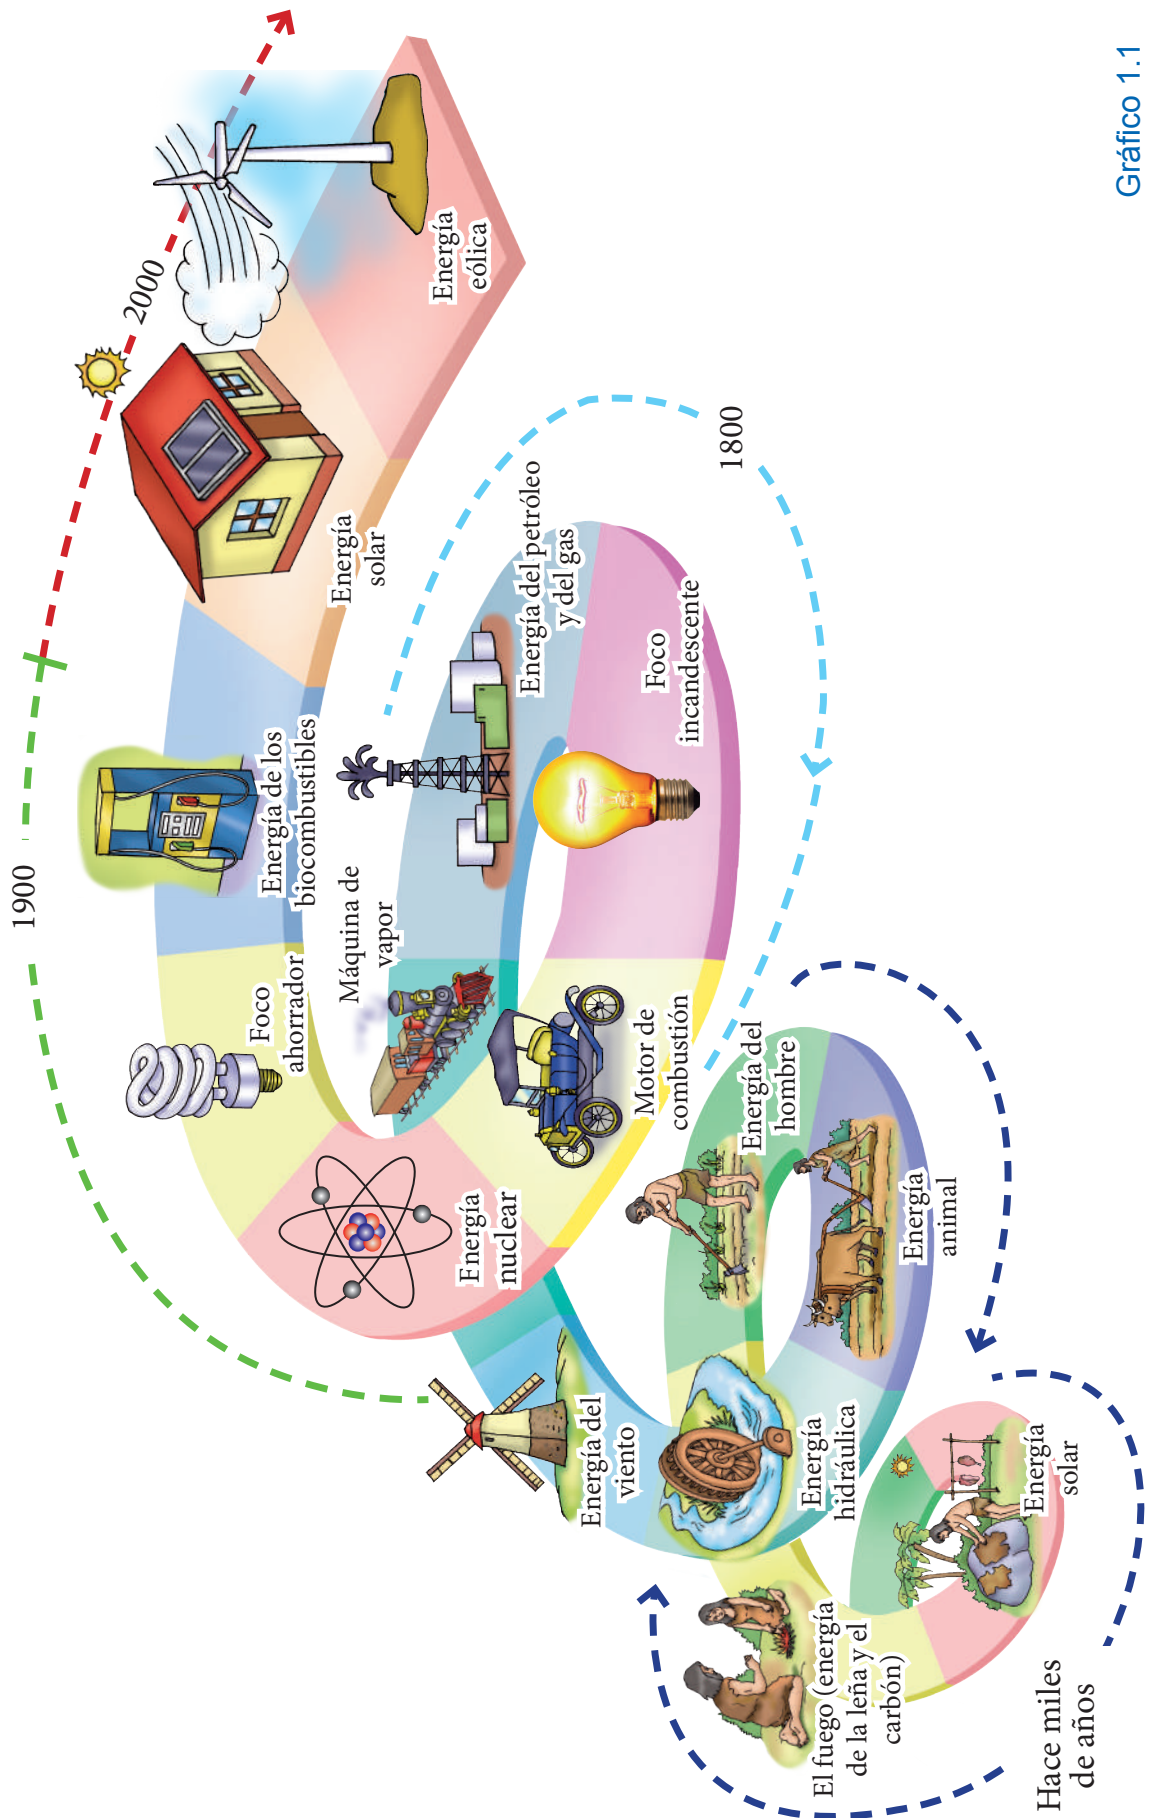 Hace miles
de años
Energía
solar
El fuego (energía
de la leña y el
carbón)
Energía del
hombre
Energía
animal
Energía
hidráulica
Energía del
viento
1800
Máquina de
vapor
Energía del petróleo
y del gas
Foco
incandescente
Motor de
combustión
1900
Energía
nuclear
Foco
ahorrador
Energía de los
biocombustibles
2000
Energía
solar
Energía
eólica
Gráfico 1.1